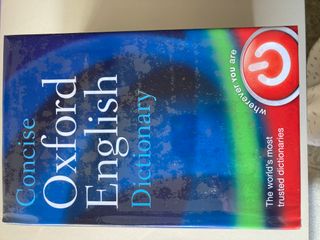 Concise
Oxford
English
Dictionary
wherever you are
The world's most
trusted dictionaries